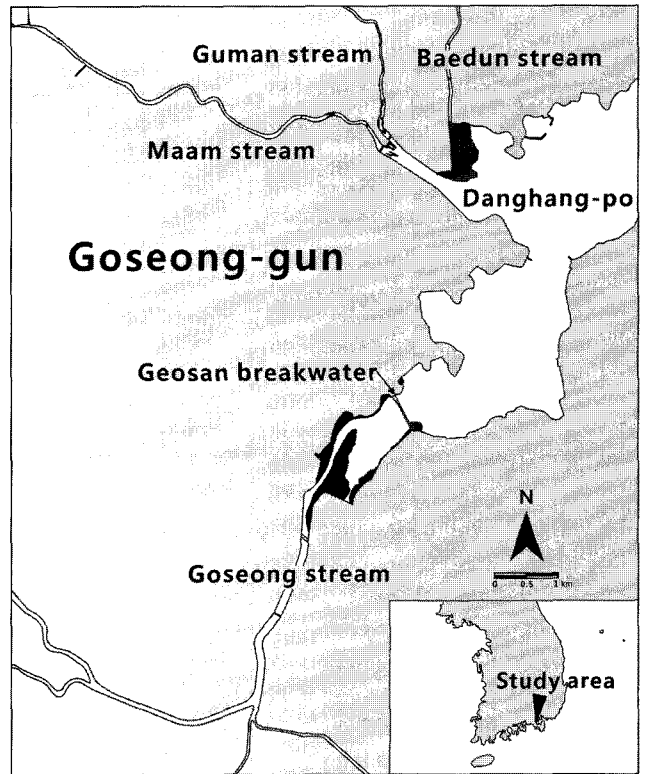 Guman stream
Baedun stream
Maam stream
Danghang-po
Goseong-gun
Geosan breakwater
N
0 0.5 1 km
Goseong stream
Study area